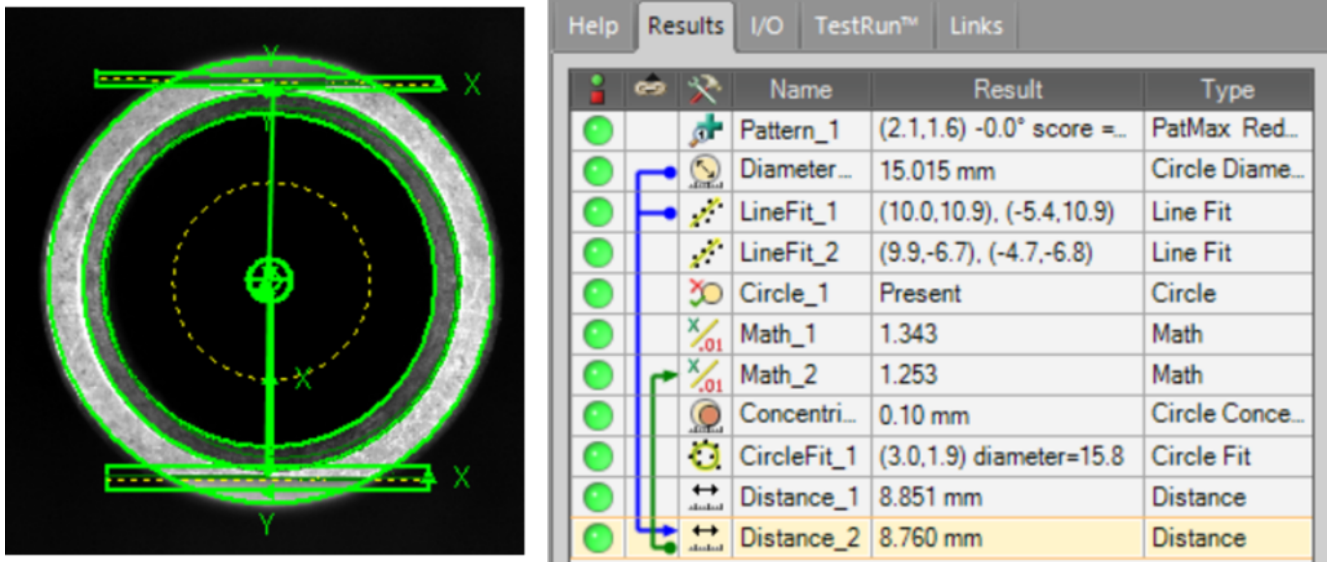 Help Results I/O TestRun™ Links
Name Result Type
Pattern_1 (2.1,1.6) -0.0° score =... PatMax Red...
Diameter... 15.015 mm Circle Diame...
LineFit_1 (10.0,10.9), (-5.4,10.9) Line Fit
LineFit_2 (9.9,-6.7), (-4.7,-6.8) Line Fit
Circle_1 Present Circle
Math_1 1.343 Math
Math_2 1.253 Math
Concentri... 0.10 mm Circle Conce...
CircleFit_1 (3.0,1.9) diameter=15.8 Circle Fit
Distance_1 8.851 mm Distance
Distance_2 8.760 mm Distance
Y
X
X
X
Y